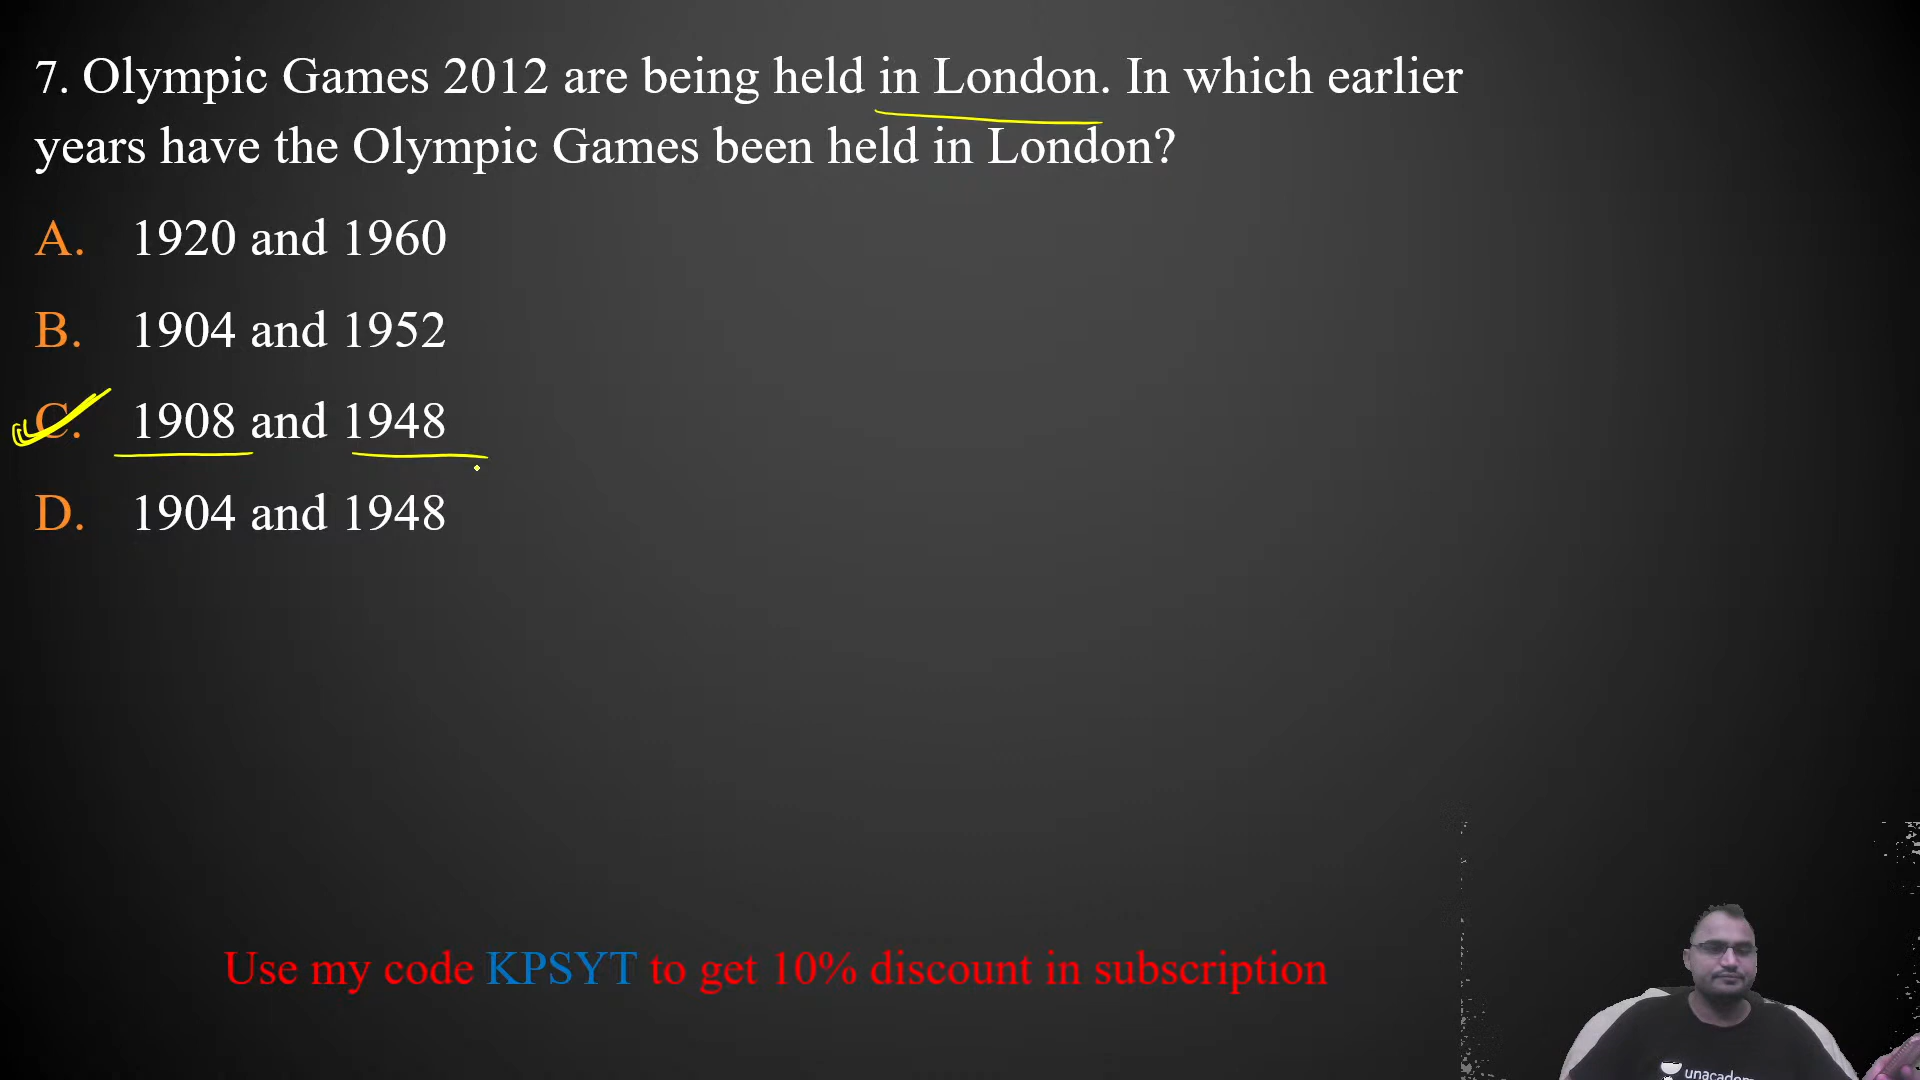 7. Olympic Games 2012 are being held in London. In which earlier
years have the Olympic Games been held in London?
A. 1920 and 1960
B. 1904 and 1952
C. 1908 and 1948
D. 1904 and 1948
Use my code KPSYT to get 10% discount in subscription